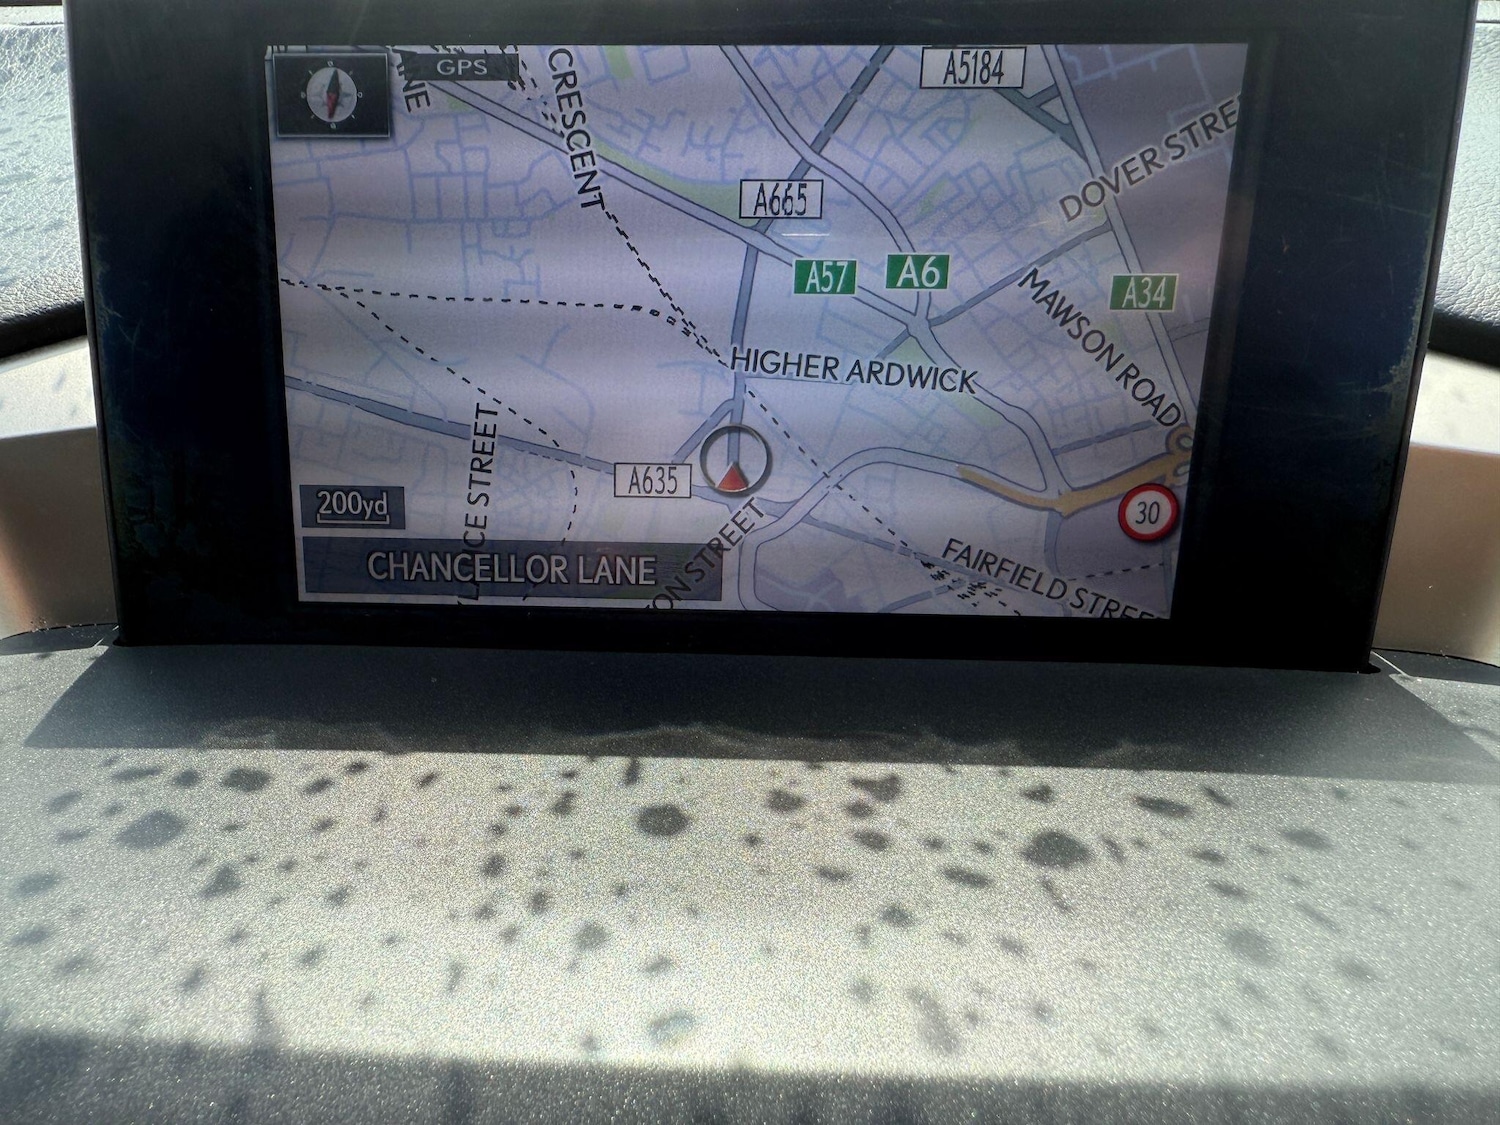 GPS
CRESCENT
A5184
DOVER STRE
A665
A57
A6
A34
MAWSON ROAD
HIGHER ARDWICK
A635
200yd
30
CHANCELLOR LANE
FAIRFIELD STREE